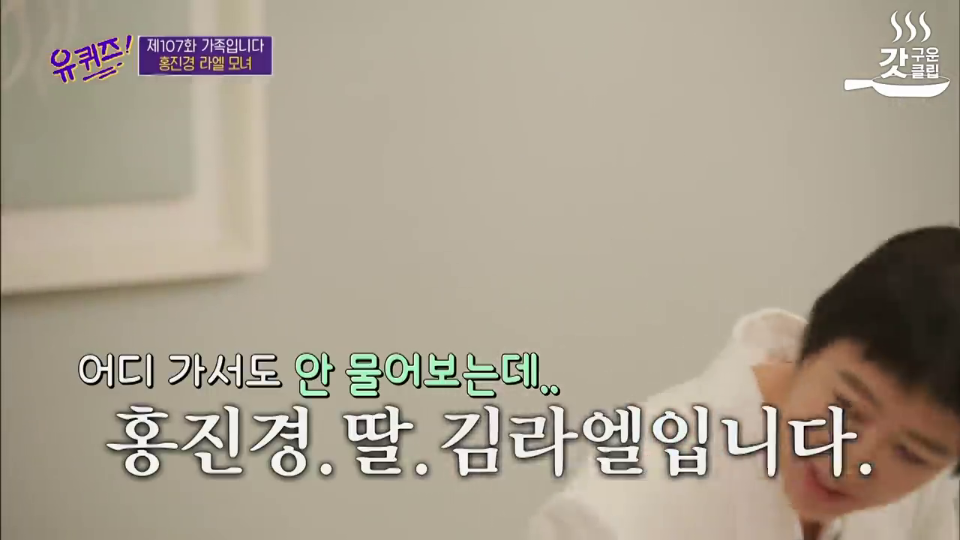 유퀴즈!
제107화 가족입니다
홍진경 라엘 모녀
갓구운
클립
어디 가서도 안 물어보는데..
홍진경. 딸. 김라엘입니다.